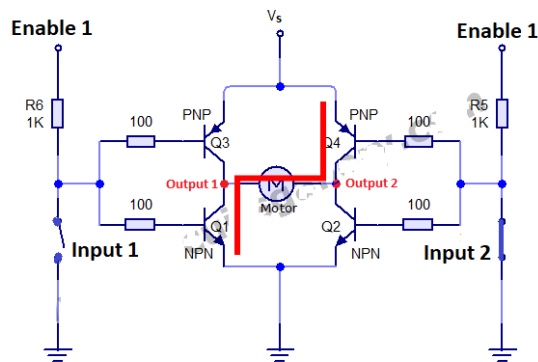 Enable 1
Vs
Enable 1
R6
1K
100
PNP
Q3
PNP
Q4
100
R5
1K
Output 1
M
Motor
Output 2
100
Q1
NPN
Q2
NPN
100
Input 1
Input 2